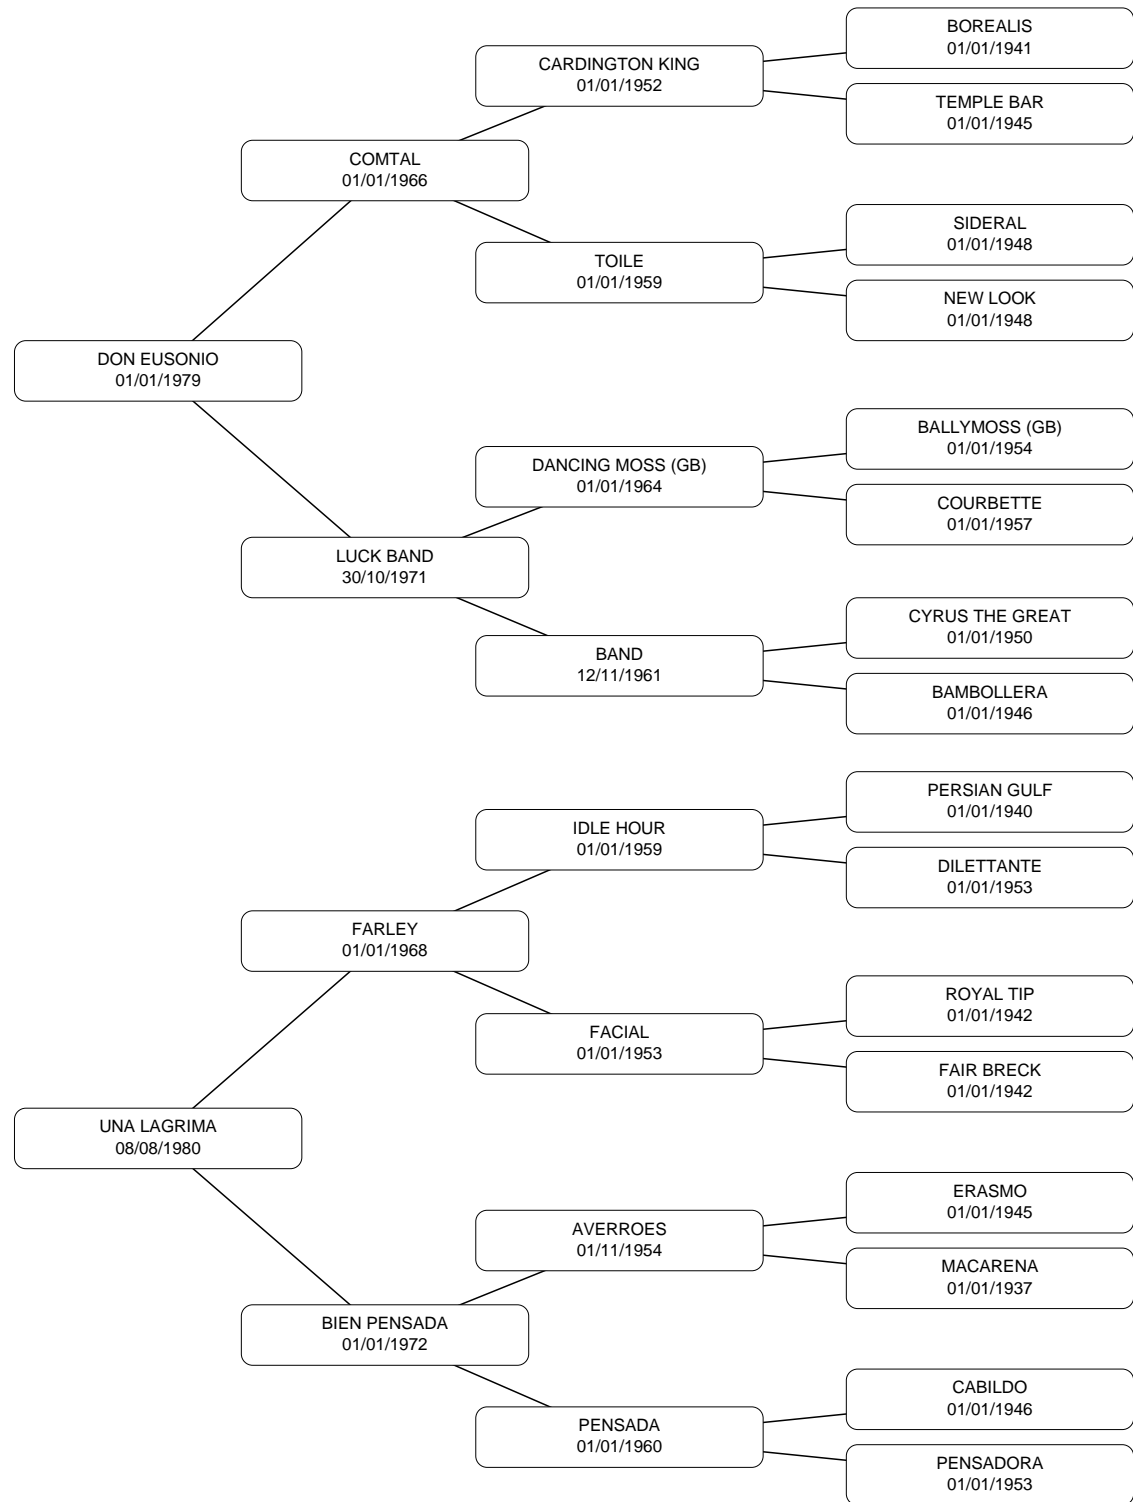 BOREALIS
01/01/1941
CARDINGTON KING
01/01/1952
TEMPLE BAR
01/01/1945
COMTAL
01/01/1966
SIDERAL
01/01/1948
TOILE
01/01/1959
NEW LOOK
01/01/1948
DON EUSONIO
01/01/1979
BALLYMOSS (GB)
01/01/1954
DANCING MOSS (GB)
01/01/1964
COURBETTE
01/01/1957
LUCK BAND
30/10/1971
CYRUS THE GREAT
01/01/1950
BAND
12/11/1961
BAMBOLLERA
01/01/1946
PERSIAN GULF
01/01/1940
IDLE HOUR
01/01/1959
DILETTANTE
01/01/1953
FARLEY
01/01/1968
ROYAL TIP
01/01/1942
FACIAL
01/01/1953
FAIR BRECK
01/01/1942
UNA LAGRIMA
08/08/1980
ERASMO
01/01/1945
AVERROES
01/11/1954
MACARENA
01/01/1937
BIEN PENSADA
01/01/1972
CABILDO
01/01/1946
PENSADA
01/01/1960
PENSADORA
01/01/1953